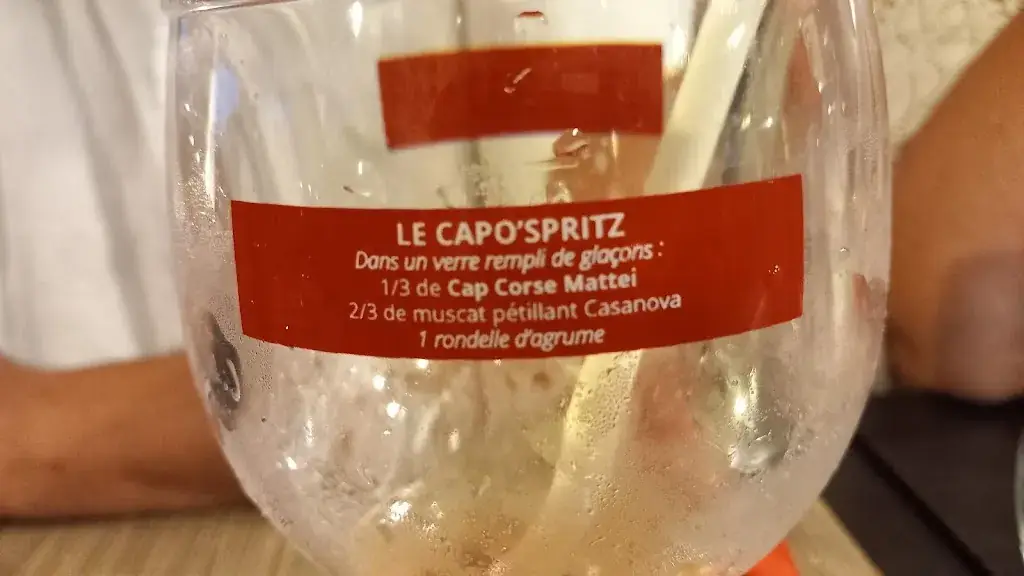 LE CAPO'SPRITZ
Dans un verre rempli de glaçons :
1/3 de Cap Corse Mattei
2/3 de muscat pétillant Casanova
1 rondelle d'agrume